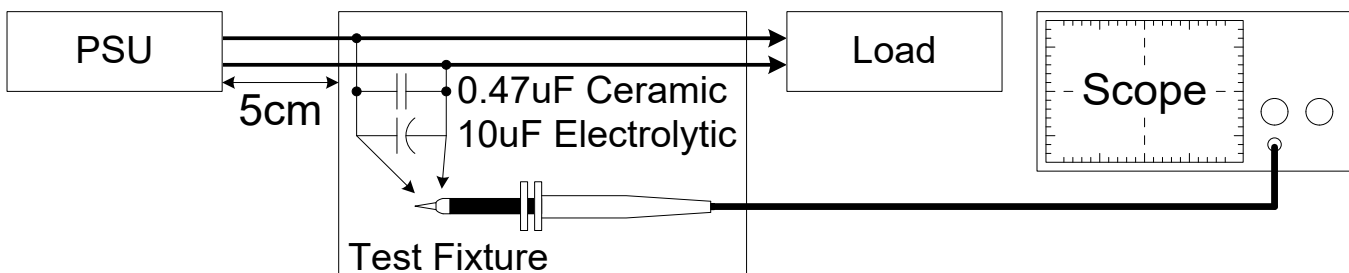 PSU
Load
Scope
5cm
0.47uF Ceramic
10uF Electrolytic
Test Fixture